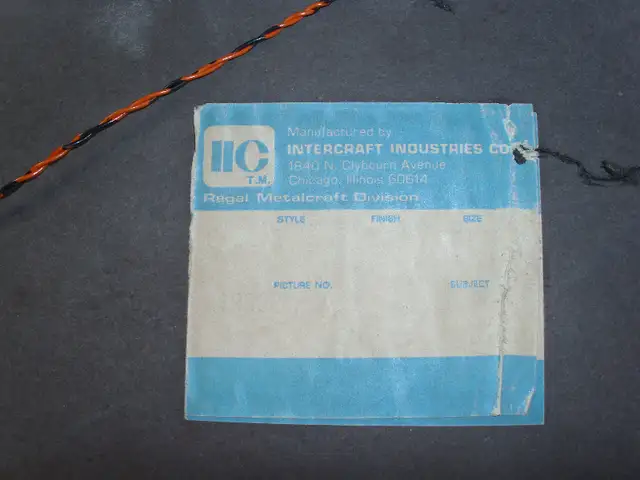 IIC
T.M.
Manufactured by
INTERCRAFT INDUSTRIES CO
1840 N. Clybourn Avenue
Chicago, Illinois 60614
Regal Metalcraft Division
STYLE FINISH SIZE
PICTURE NO. SUBJECT